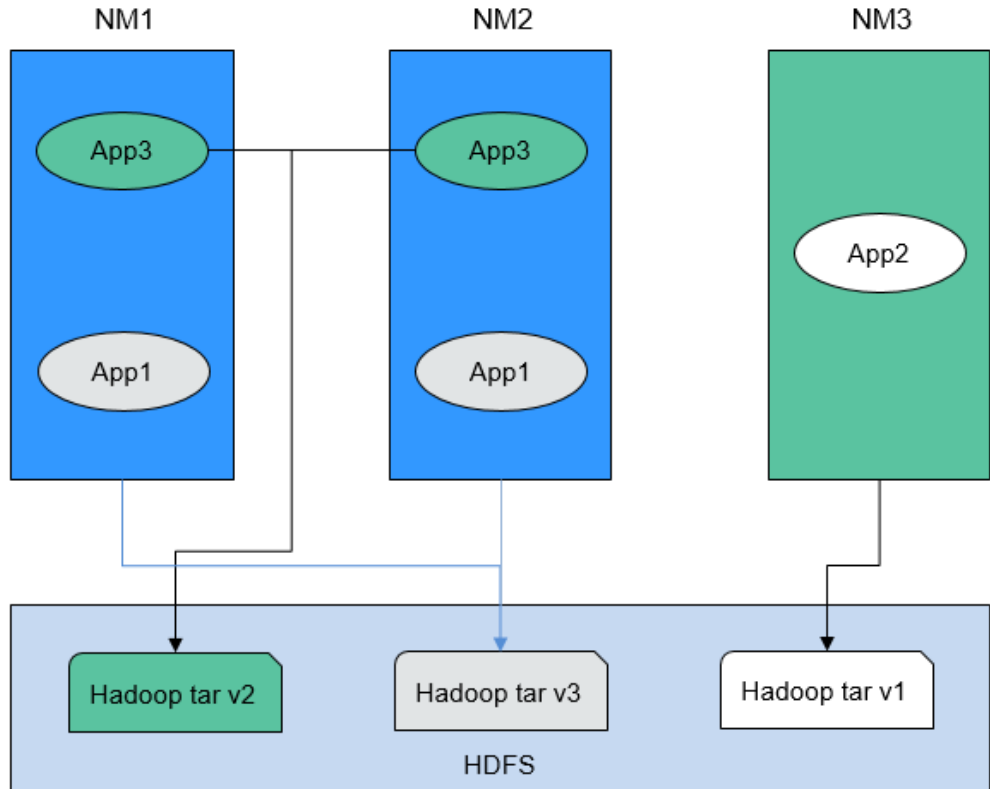 NM1 NM2 NM3
App3 App3
App2
App1 App1
Hadoop tar v2 Hadoop tar v3 Hadoop tar v1
HDFS